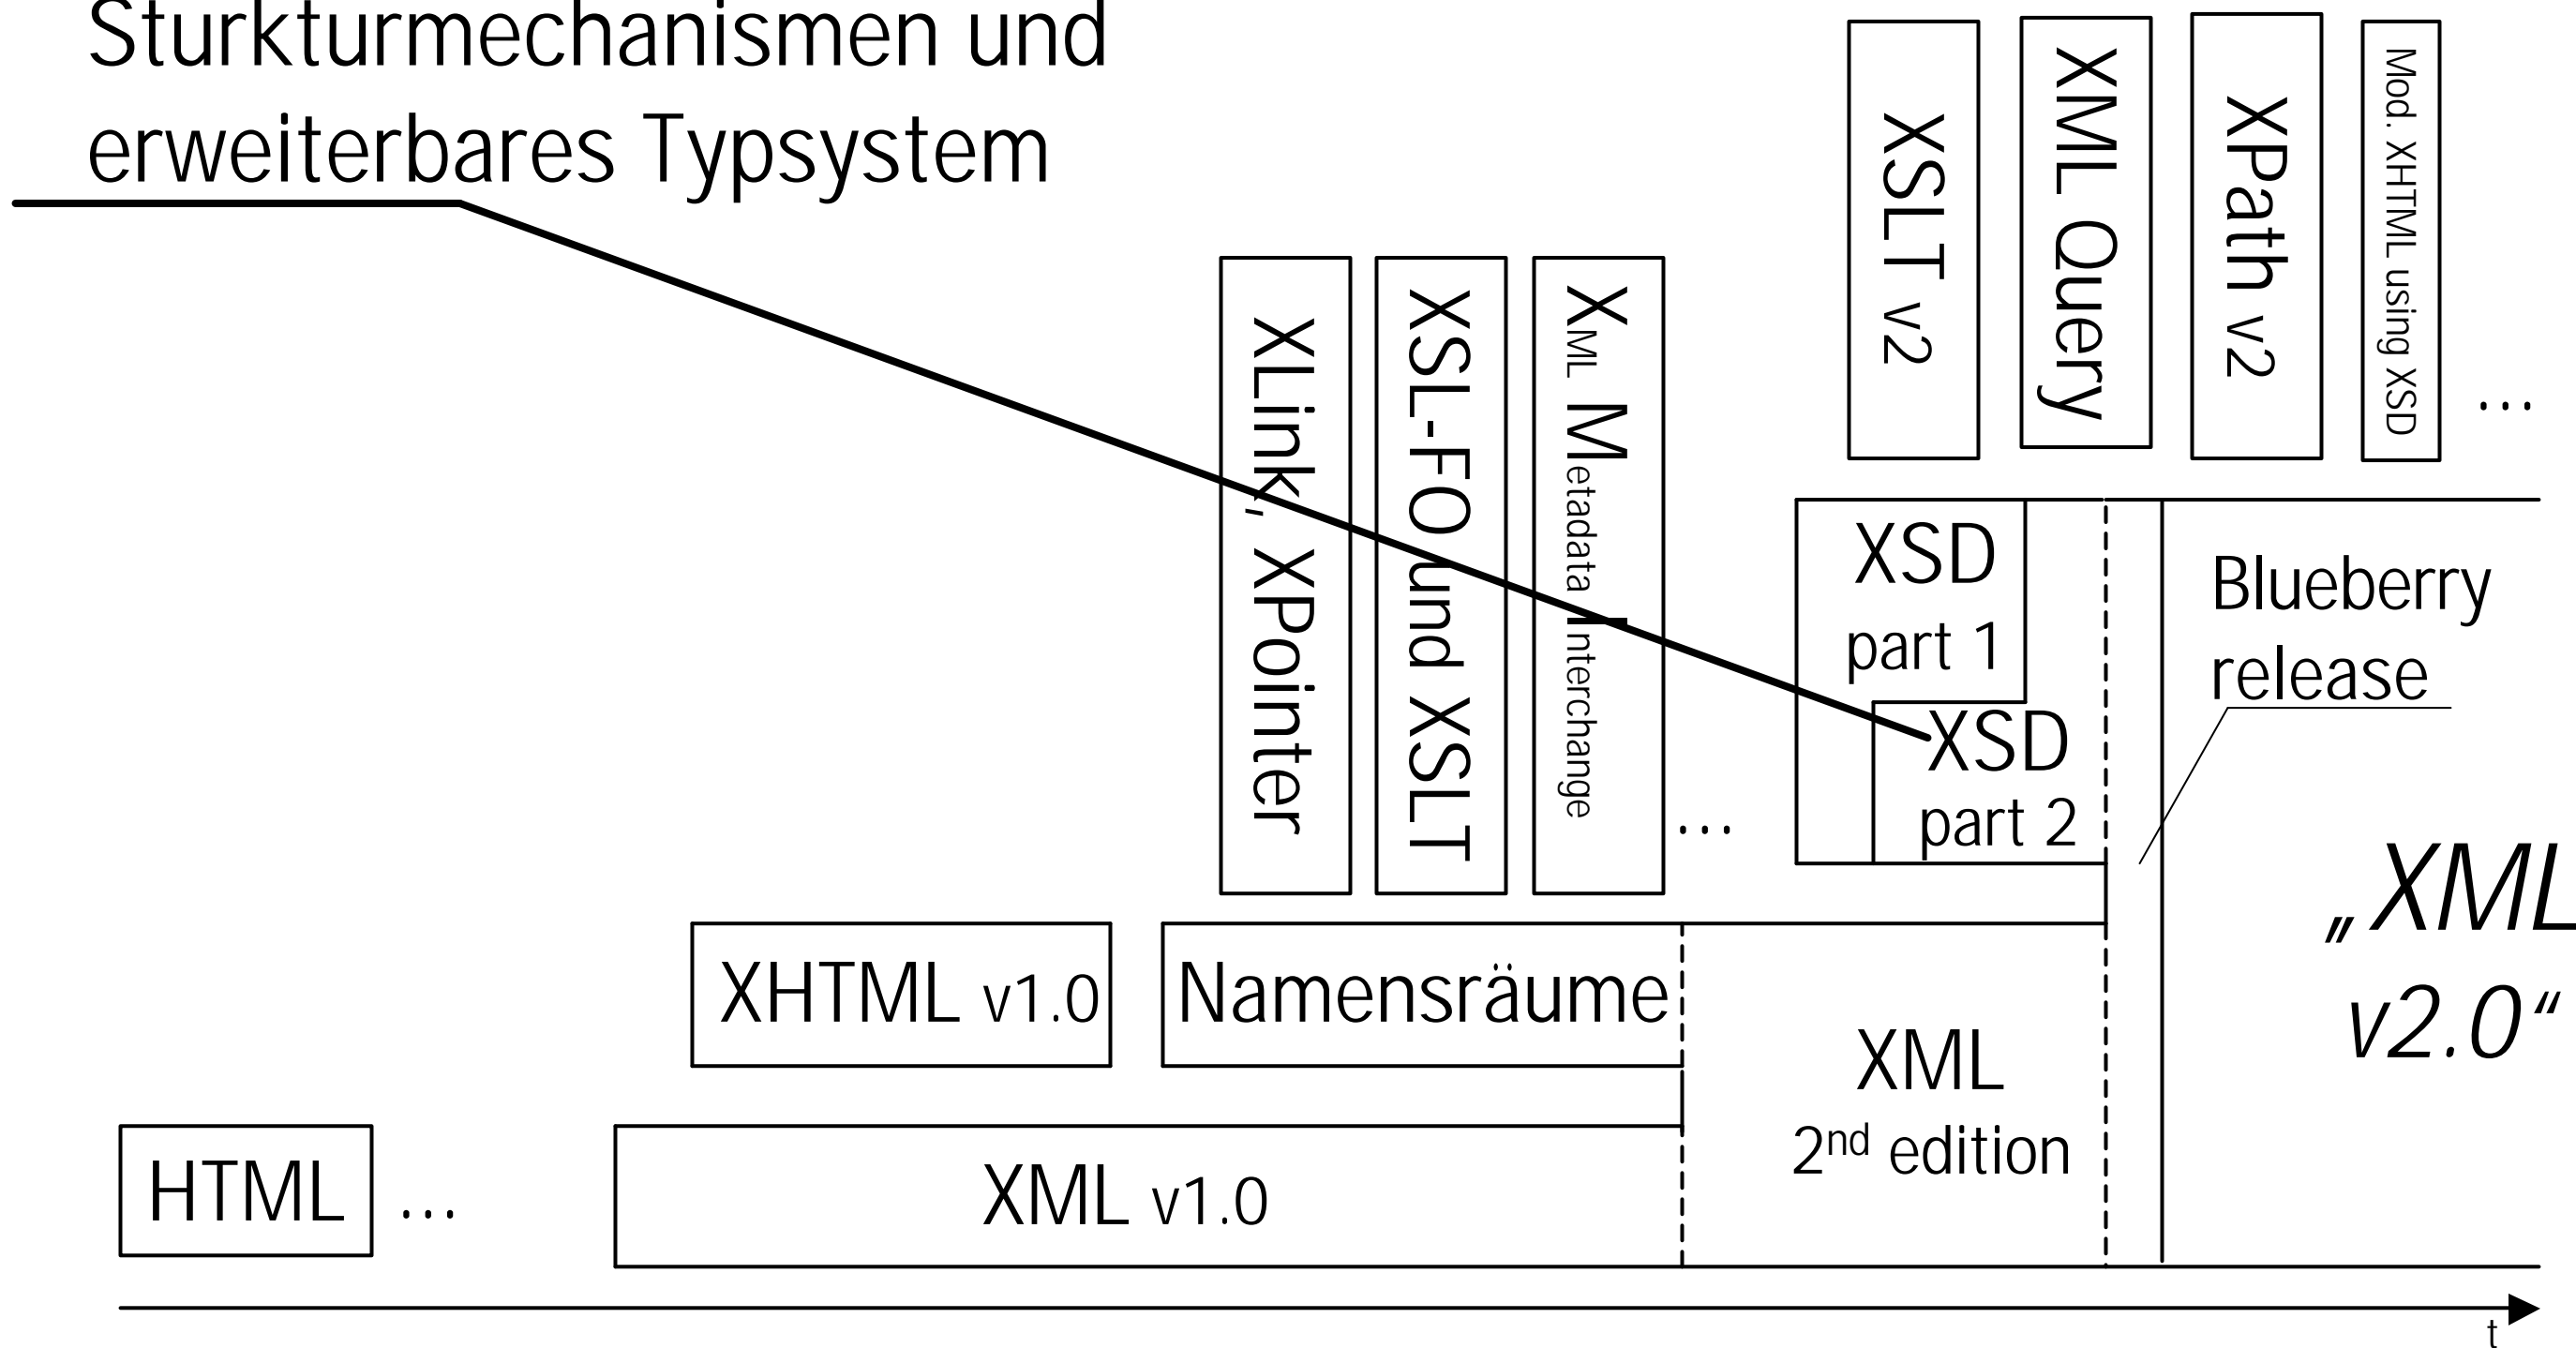 Sturkturmechanismen und
erweiterbares Typsystem
XSLT v2
XML Query
XPath v2
Mod. XHTML using XSD
...
XLink, XPointer
XSL-FO und XSLT
XML Metadata Interchange
...
XSD
part 1
XSD
part 2
Blueberry
release
„XML
v2.0“
XHTML v1.0
Namensräume
XML
2nd edition
HTML
...
XML v1.0
t